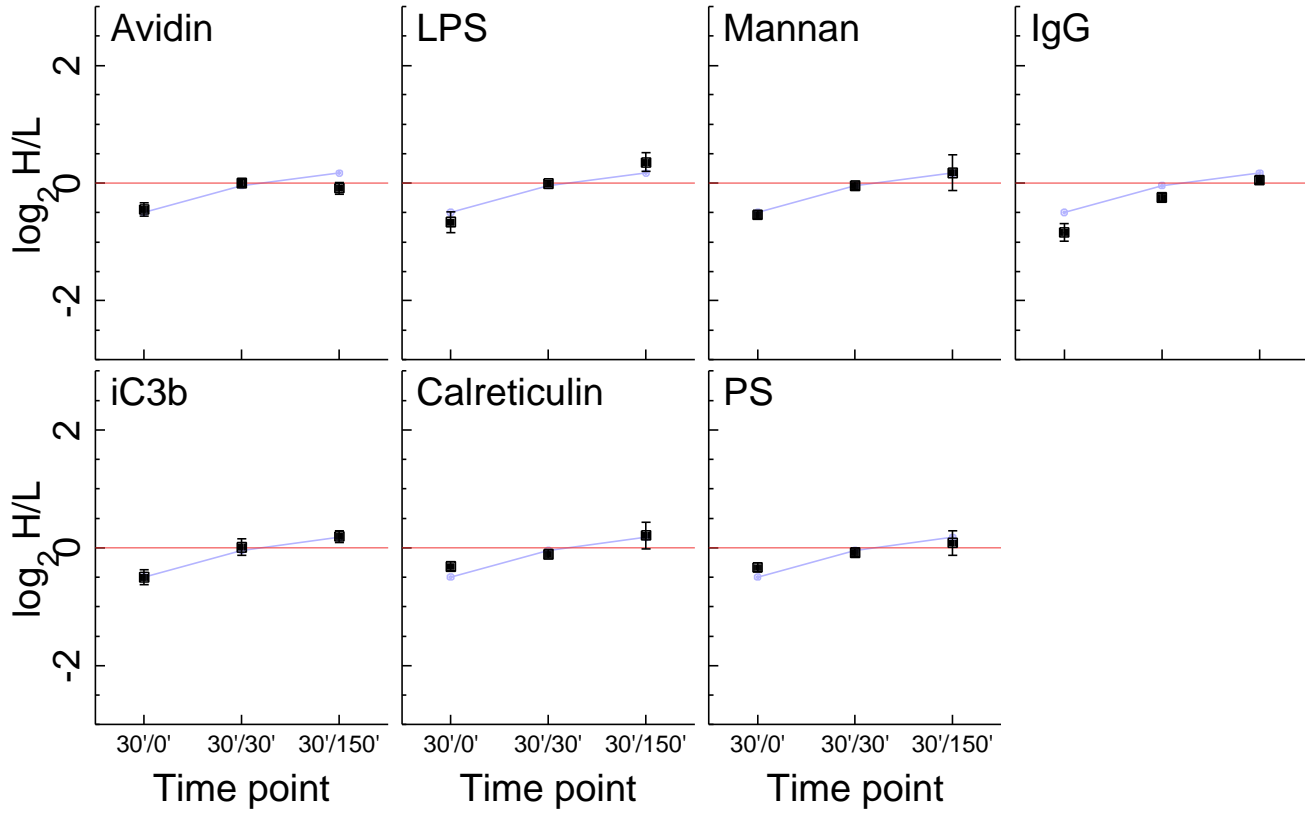 Avidin
LPS
Mannan
IgG
2
0
-2
log2 H/L
iC3b
Calreticulin
PS
2
0
-2
log2 H/L
30'/0' 30'/30' 30'/150'
30'/0' 30'/30' 30'/150'
30'/0' 30'/30' 30'/150'
Time point
Time point
Time point